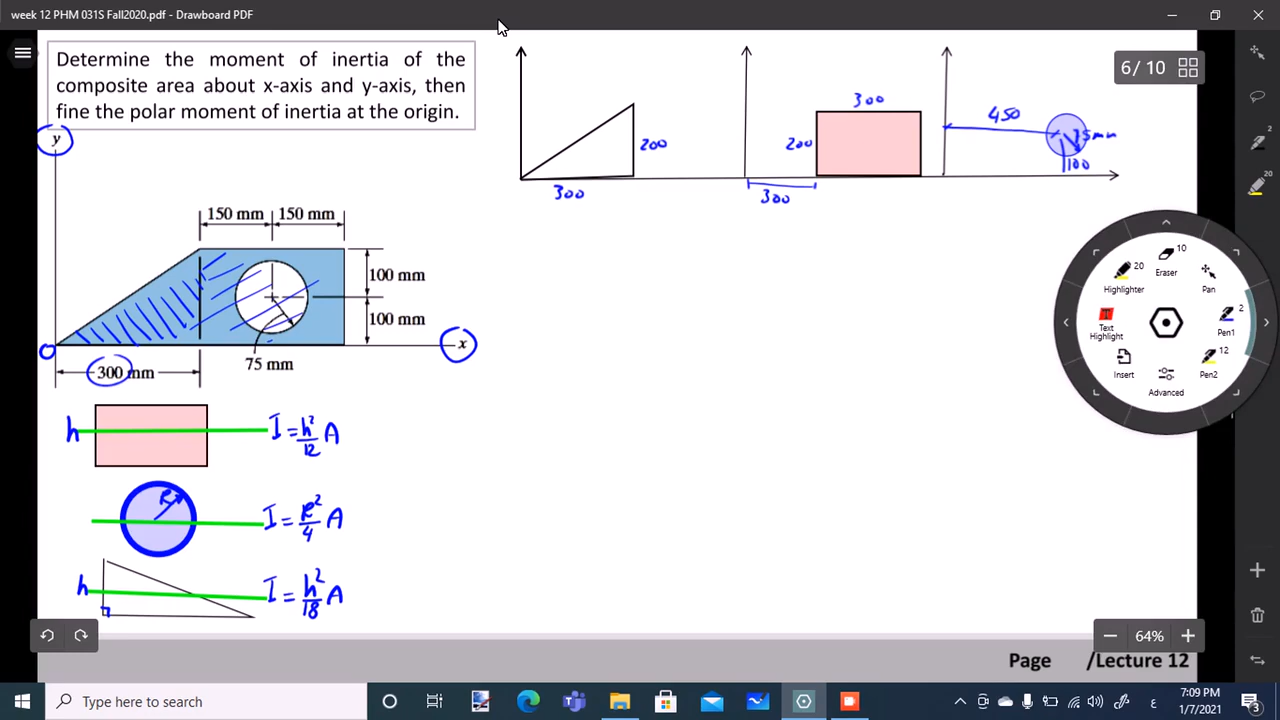 week 12 PHM 031S Fall2020.pdf - Drawboard PDF
Determine the moment of inertia of the
composite area about x-axis and y-axis, then
fine the polar moment of inertia at the origin.
6 / 10
200
300
300
200
300
450
75mm
100
y
150 mm
150 mm
100 mm
100 mm
O
x
300 mm
75 mm
h
I = h²/12 A
R
I = R²/4 A
h
I = h²/18 A
20
Highlighter
10
Eraser
Pan
Text
Highlight
2
Pen1
Insert
12
Pen2
Advanced
2
20
64%
Page /Lecture 12
Type here to search
ع
7:09 PM
1/7/2021
3